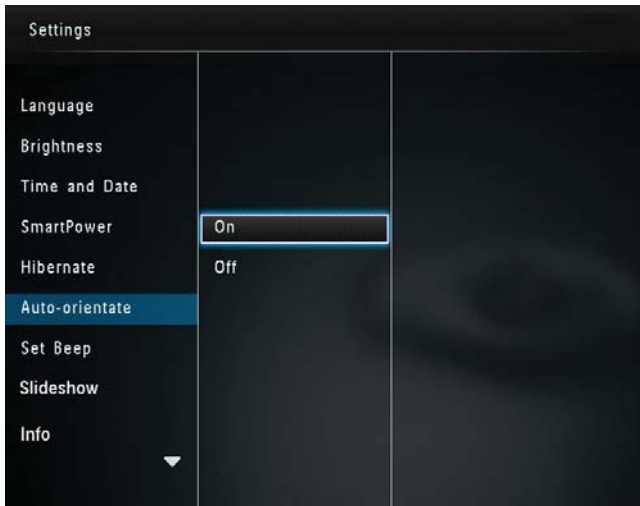 Settings
Language
Brightness
Time and Date
SmartPower
Hibernate
Auto-orientate
Set Beep
Slideshow
Info
On
Off